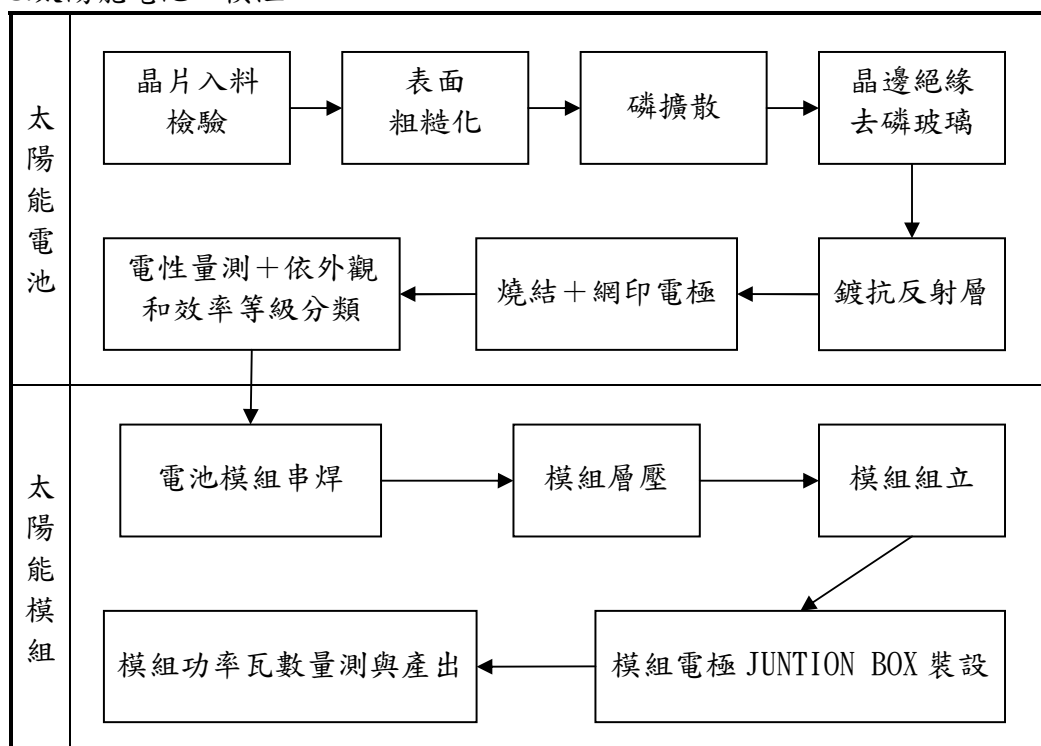 太陽能電池
晶片入料
檢驗
表面
粗糙化
磷擴散
晶邊絕緣
去磷玻璃
電性量測＋依外觀
和效率等級分類
燒結＋網印電極
鍍抗反射層
太陽能模組
電池模組串焊
模組層壓
模組組立
模組功率瓦數量測與產出
模組電極 JUNTION BOX 裝設